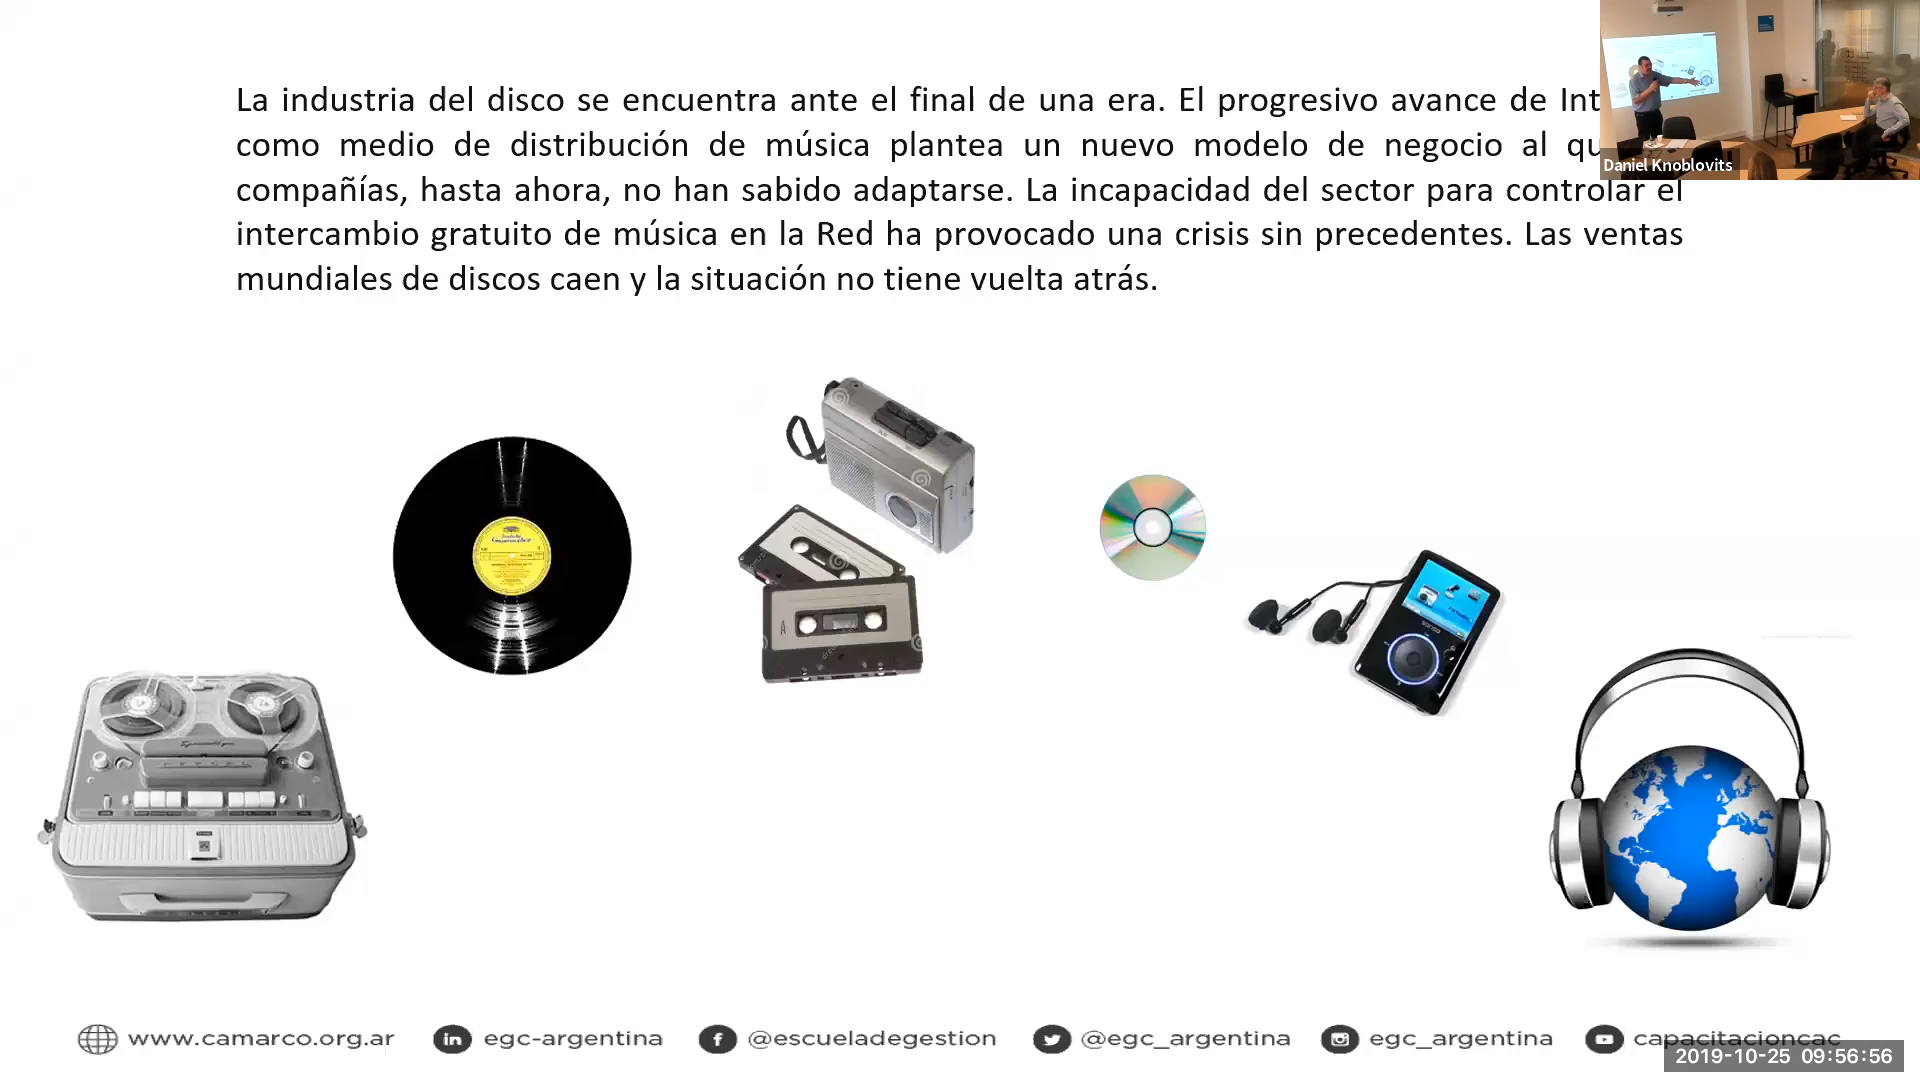 La industria del disco se encuentra ante el final de una era. El progresivo avance de Int
como medio de distribución de música plantea un nuevo modelo de negocio al qu
compañías, hasta ahora, no han sabido adaptarse. La incapacidad del sector para controlar el
intercambio gratuito de música en la Red ha provocado una crisis sin precedentes. Las ventas
mundiales de discos caen y la situación no tiene vuelta atrás.
Daniel Knoblovits
A
www.camarco.org.ar
egc-argentina
@escueladegestion
@egc_argentina
egc_argentina
capacitacioncac
2019-10-25 09:56:56